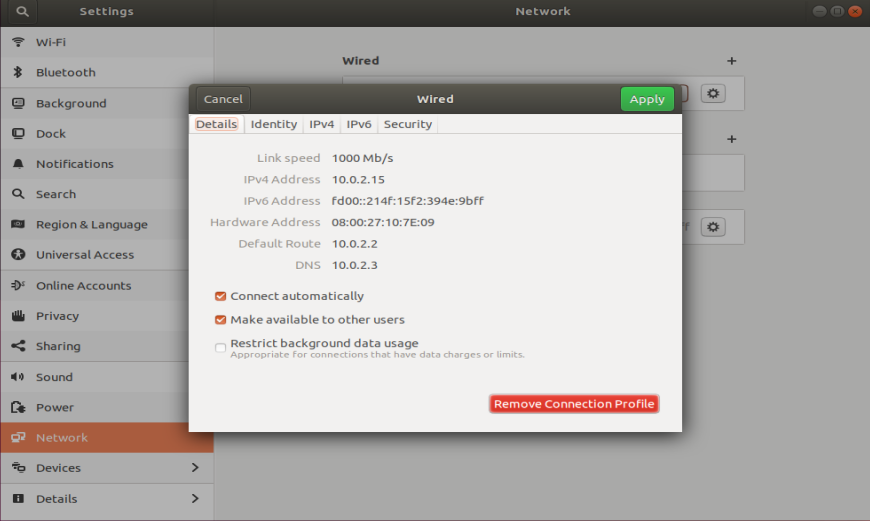 Settings
Network
Wi-Fi
Bluetooth
Background
Dock
Notifications
Search
Region & Language
Universal Access
Online Accounts
Privacy
Sharing
Sound
Power
Network
Devices
Details
Wired
+
+
Cancel
Wired
Apply
Details
Identity
IPv4
IPv6
Security
Link speed 1000 Mb/s
IPv4 Address 10.0.2.15
IPv6 Address fd00::214f:15f2:394e:9bff
Hardware Address 08:00:27:10:7E:09
Default Route 10.0.2.2
DNS 10.0.2.3
Connect automatically
Make available to other users
Restrict background data usage
Appropriate for connections that have data charges or limits.
Remove Connection Profile